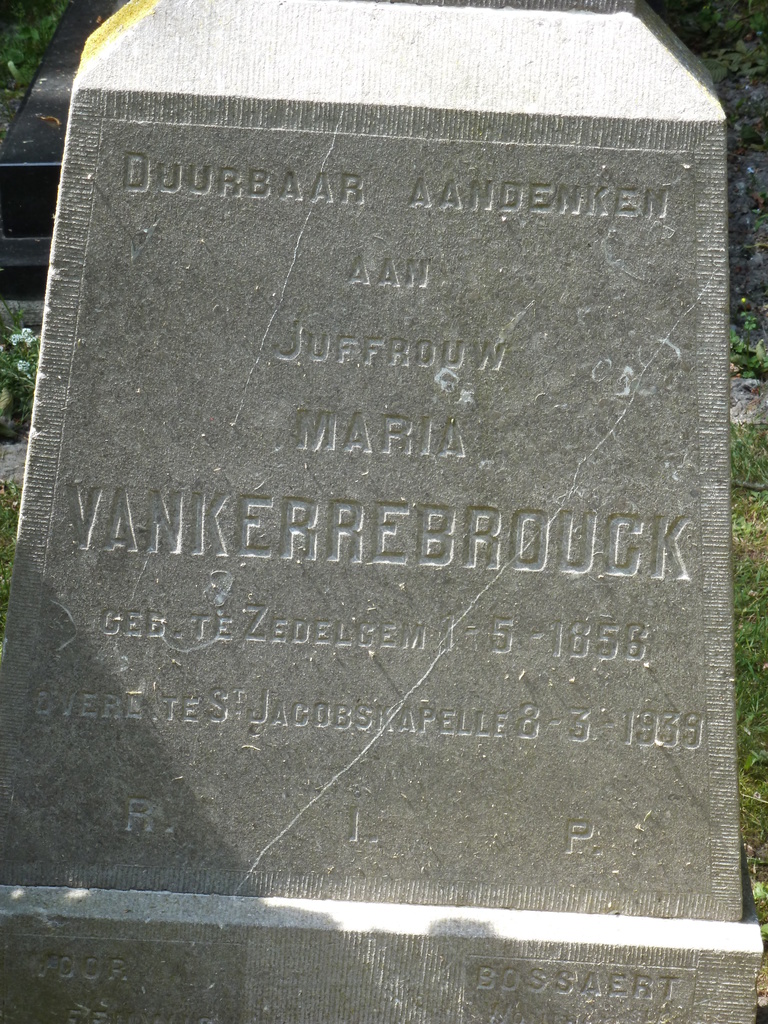 DUURBAAR AANDENKEN
AAN
JUFFROUW
MARIA
VANKERREBROUCK
GEB. TE ZEDELGEM 1-5-1856
OVERL. TE ST JACOBSKAPELLE 8-3-1939
R. I. P.
VOOR BOSSAERT